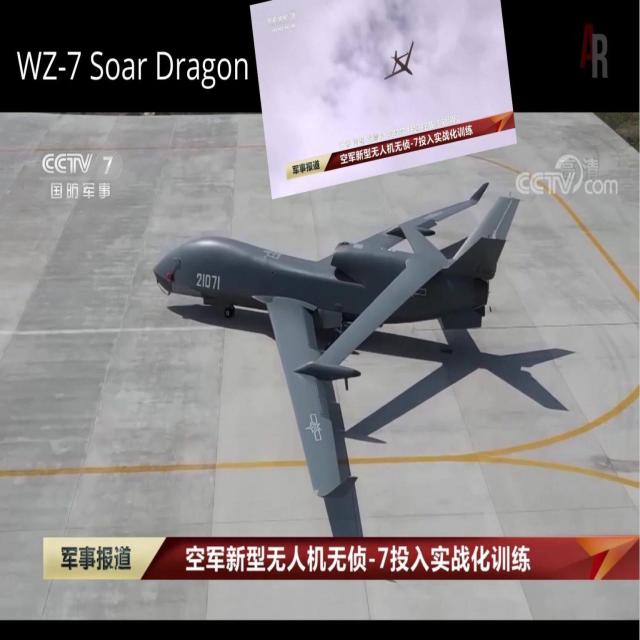 WZ-7 Soar Dragon
AR
军事报道
空军新型无人机无侦-7投入实战化训练
CCTV 7
国防军事
CCTV com
21071
军事报道
空军新型无人机无侦-7投入实战化训练